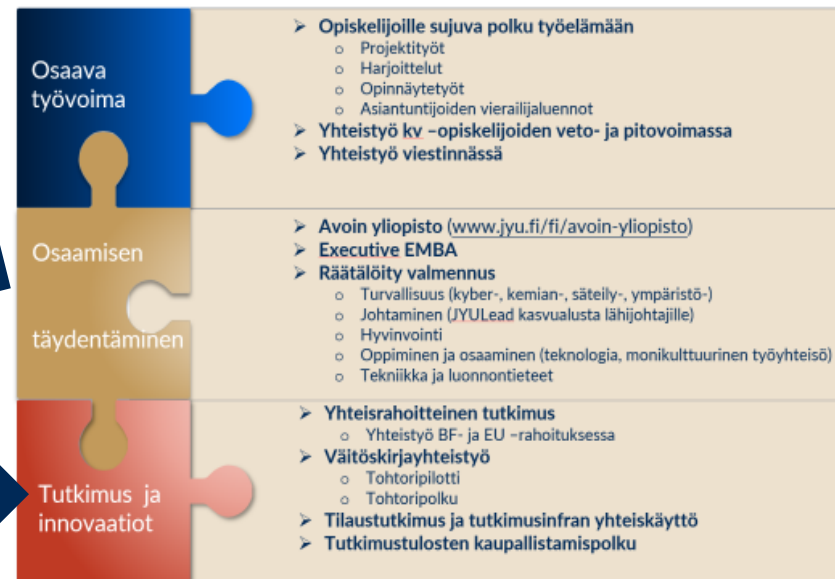 Osaava
työvoima
Opiskelijoille sujuva polku työelämään
Projektityöt
Harjoittelut
Opinnäytetyöt
Asiantuntijoiden vierailijaluennot
Yhteistyö kv –opiskelijoiden veto- ja pitovoimassa
Yhteistyö viestinnässä
Osaamisen
täydentäminen
Avoin yliopisto (www.jyu.fi/fi/avoin-yliopisto)
Executive EMBA
Räätälöity valmennus
Turvallisuus (kyber-, kemian-, säteily-, ympäristö-)
Johtaminen (JYULead kasvualusta lähijohtajille)
Hyvinvointi
Oppiminen ja osaaminen (teknologia, monikulttuurinen työyhteisö)
Tekniikka ja luonnontieteet
Tutkimus ja
innovaatiot
Yhteisrahoitteinen tutkimus
Yhteistyö BF- ja EU –rahoituksessa
Väitöskirjayhteistyö
Tohtoripilotti
Tohtoripolku
Tilaustutkimus ja tutkimusinfran yhteiskäyttö
Tutkimustulosten kaupallistamispolku